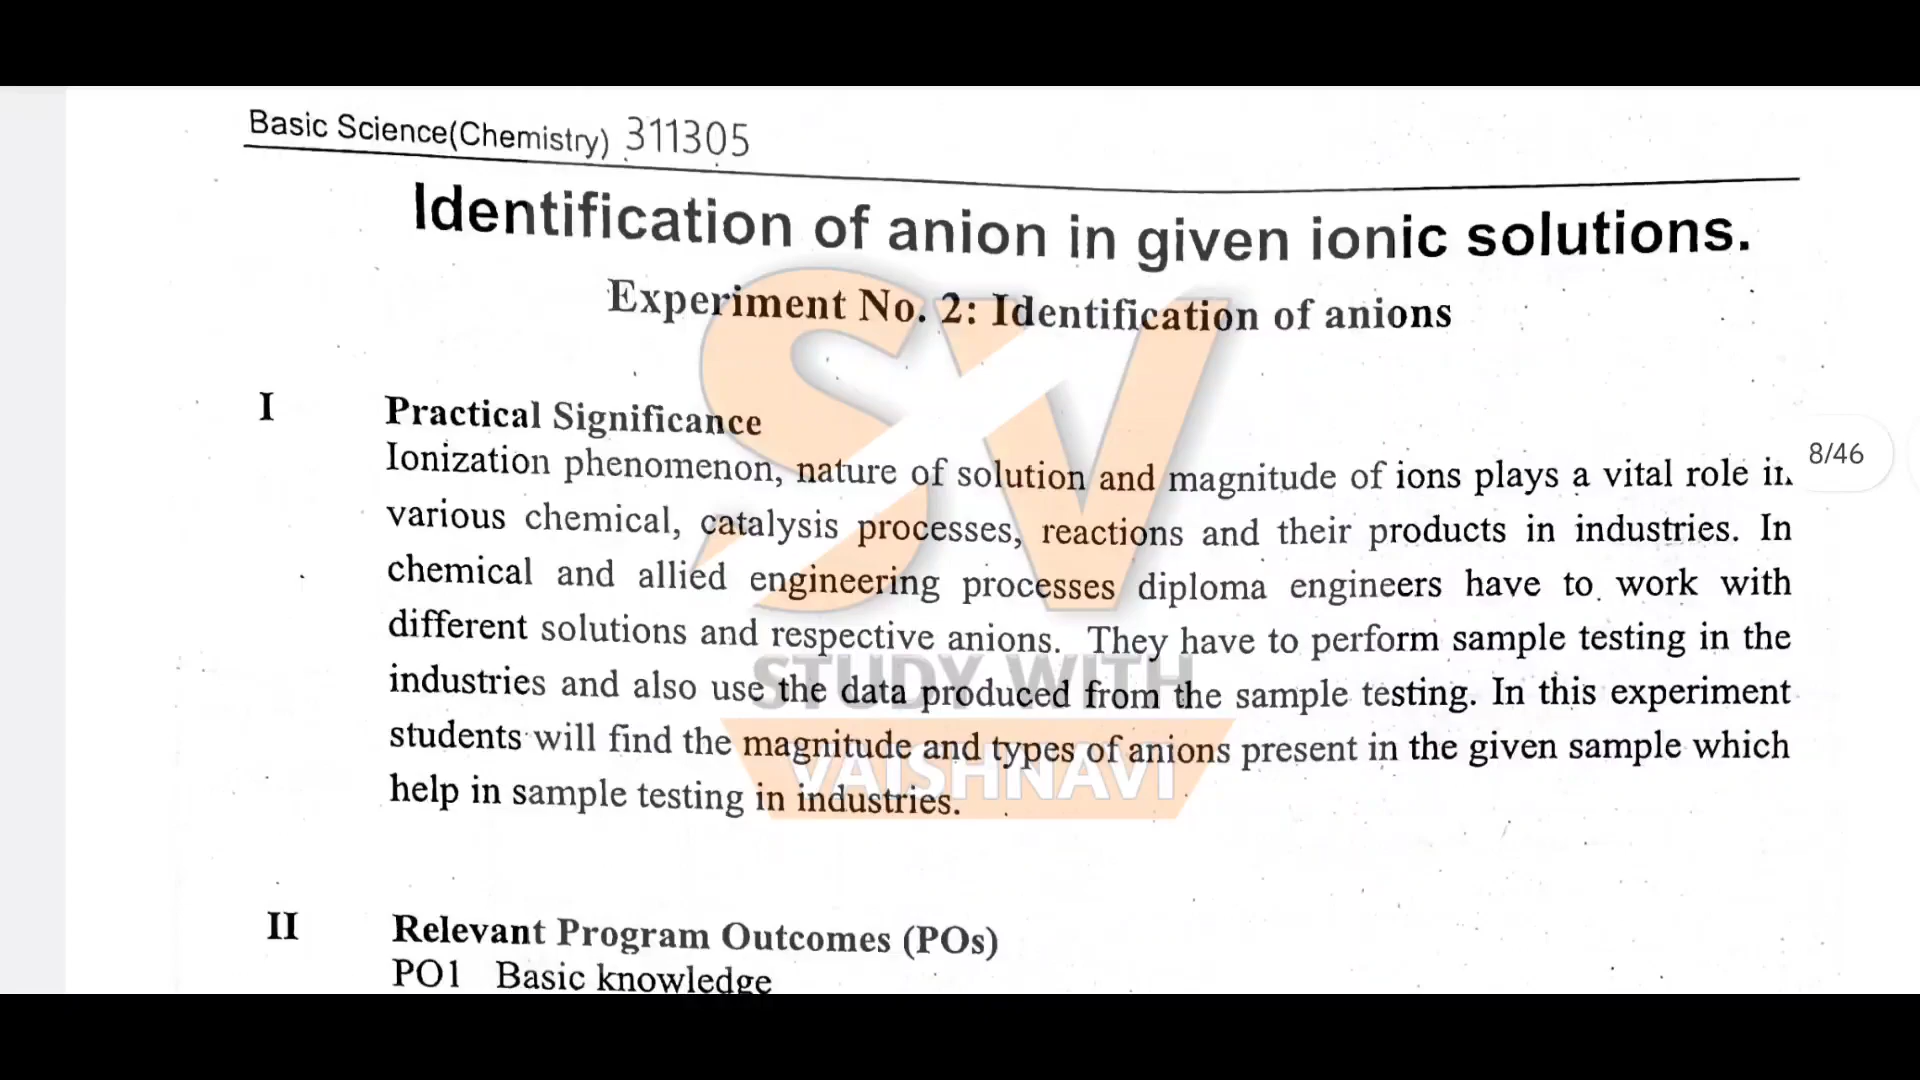 Basic Science(Chemistry) 311305
Identification of anion in given ionic solutions.
Experiment No. 2: Identification of anions
I Practical Significance
Ionization phenomenon, nature of solution and magnitude of ions plays a vital role in
8/46
various chemical, catalysis processes, reactions and their products in industries. In
chemical and allied engineering processes diploma engineers have to work with
different solutions and respective anions. They have to perform sample testing in the
industries and also use the data produced from the sample testing. In this experiment
students will find the magnitude and types of anions present in the given sample which
help in sample testing in industries.
SV
STUDY WITH
VAISHNAVI
II Relevant Program Outcomes (POs)
PO1 Basic knowledge